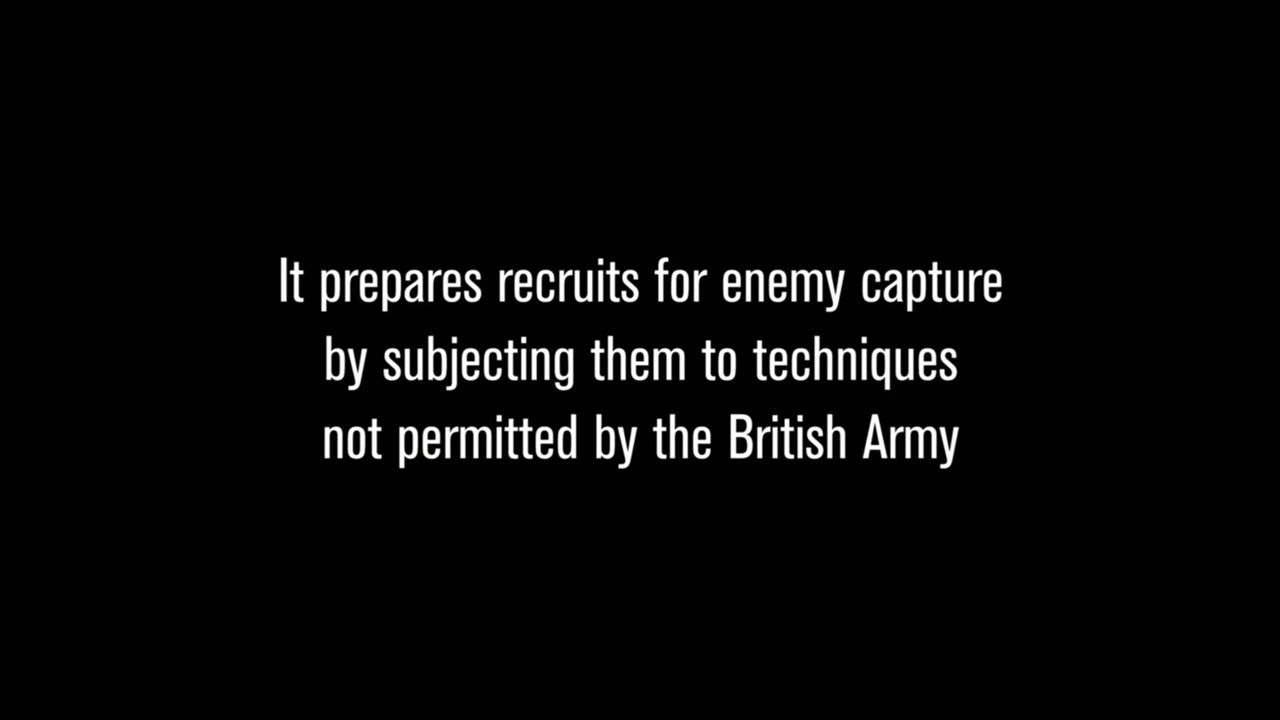 It prepares recruits for enemy capture
by subjecting them to techniques
not permitted by the British Army